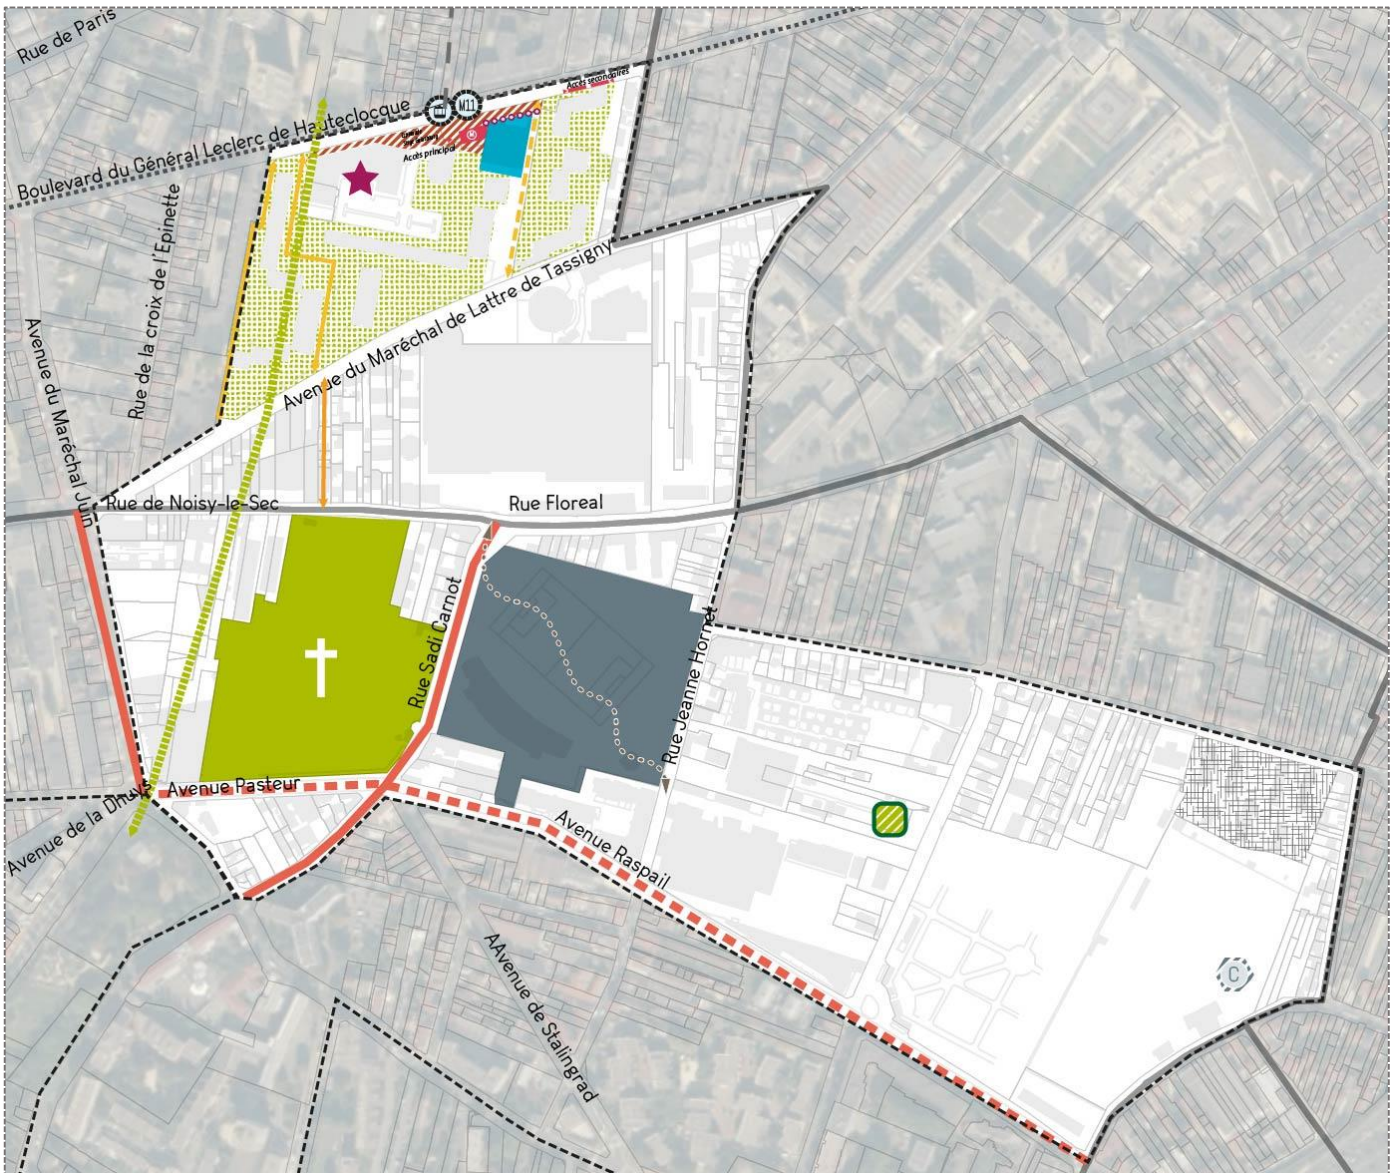 Rue de Paris
Accès secondaires
M11
Boulevard du Général Leclerc de Hauteclocque
Accès principal
Rue de la croix de l'Epinette
Avenue du Maréchal de Lattre de Tassigny
Avenue du Maréchal Juin
Rue de Noisy-le-Sec
Rue Floreal
Rue Sadi Carnot
Rue Jeanne Hornet
Avenue Pasteur
Avenue de la Dhuys
Avenue Raspail
AAvenue de Stalingrad
C